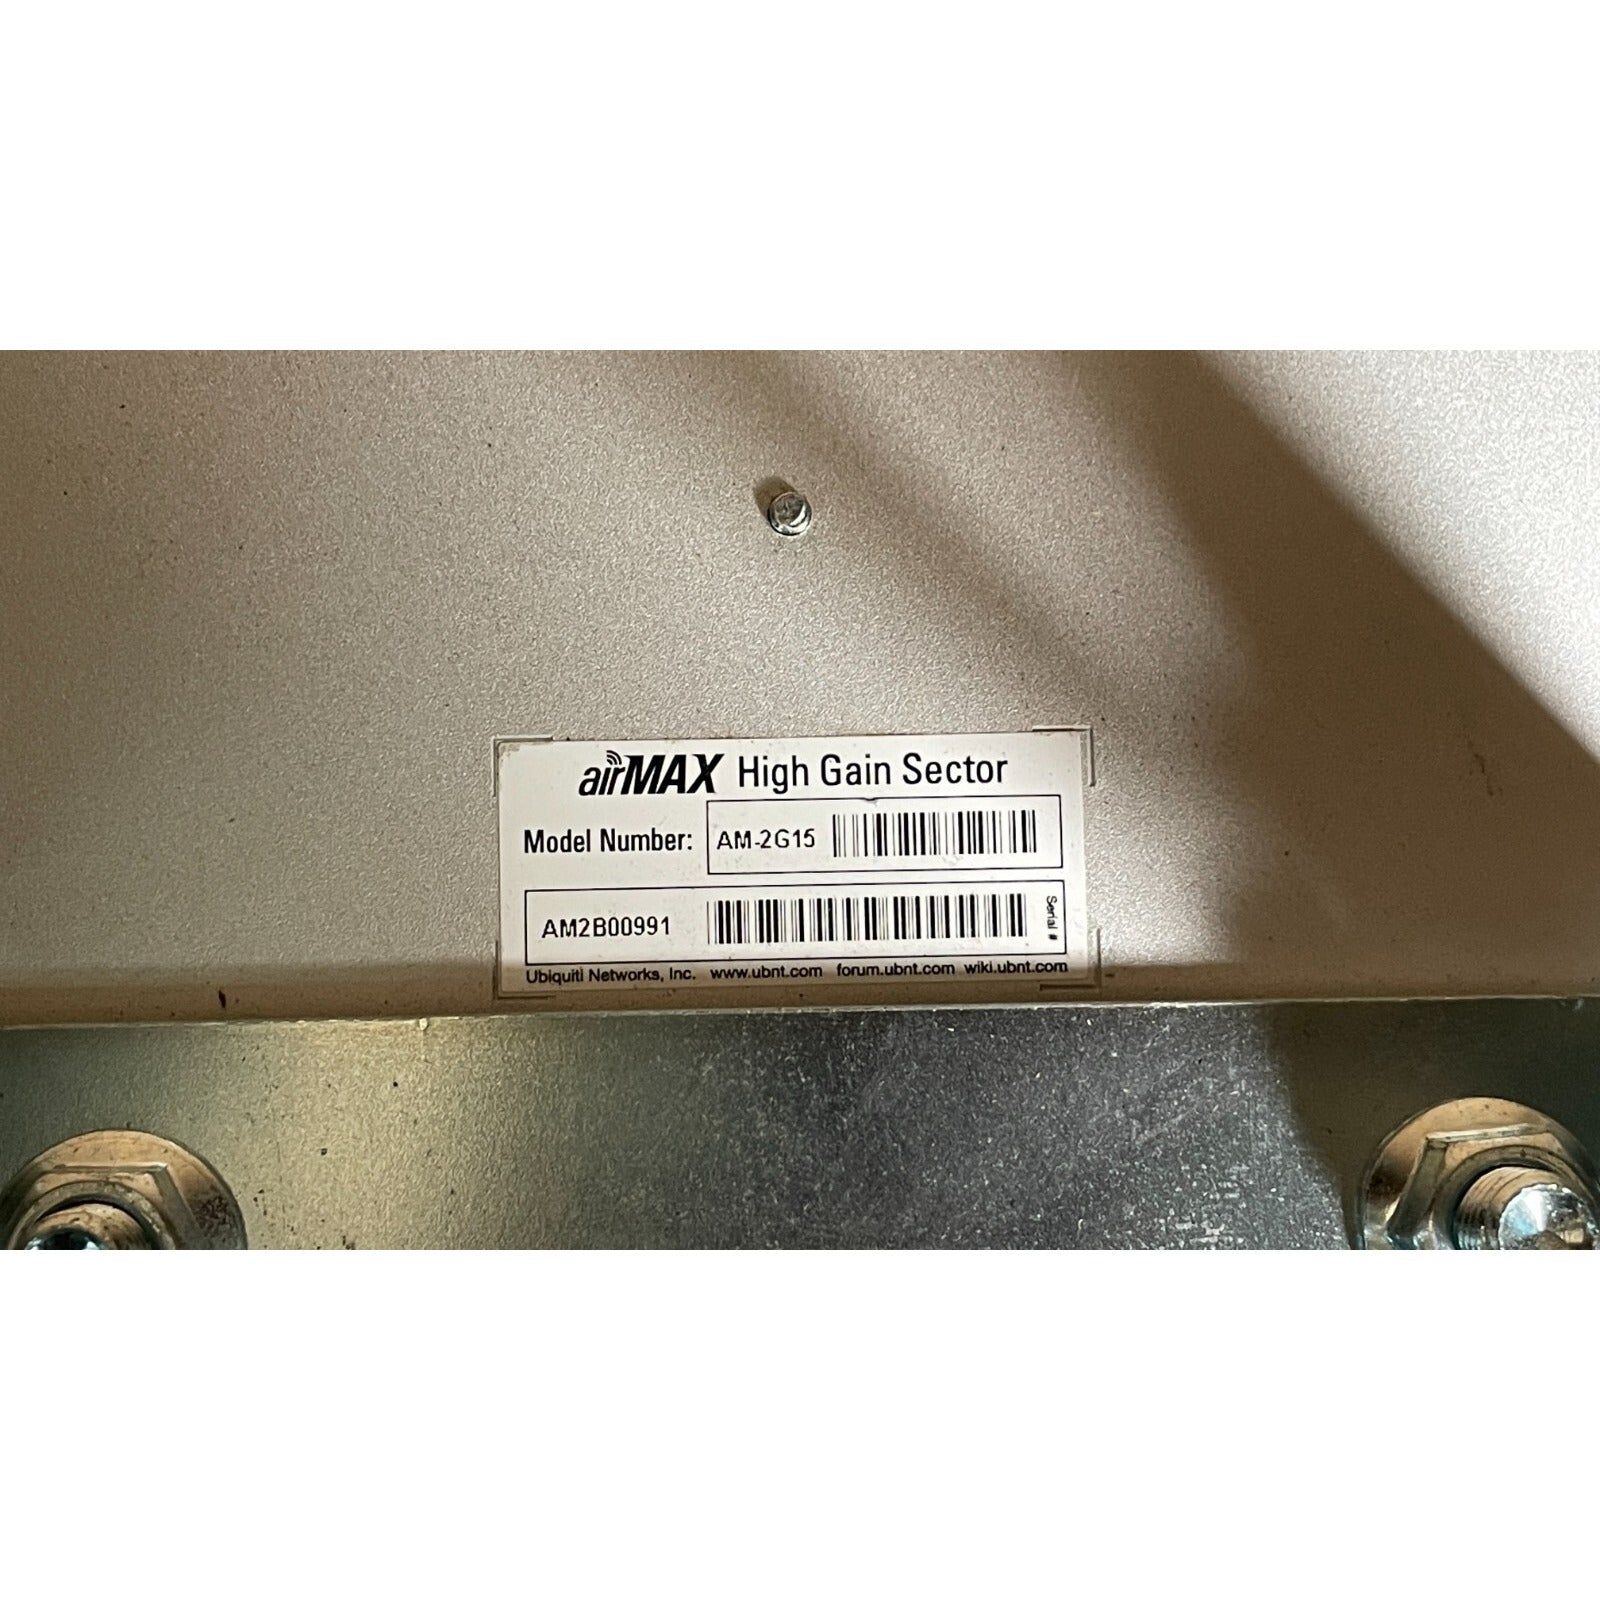 airMAX High Gain Sector
Model Number: AM-2G15
AM2B00991 Serial #
Ubiquiti Networks, Inc. www.ubnt.com forum.ubnt.com wiki.ubnt.com